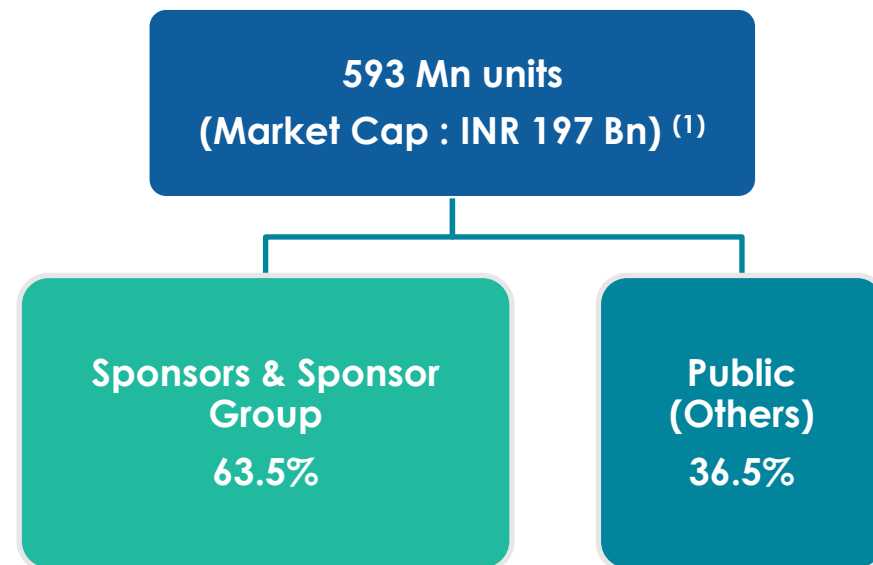 593 Mn units
(Market Cap : INR 197 Bn) (1)
Sponsors & Sponsor
Group
63.5%
Public
(Others)
36.5%